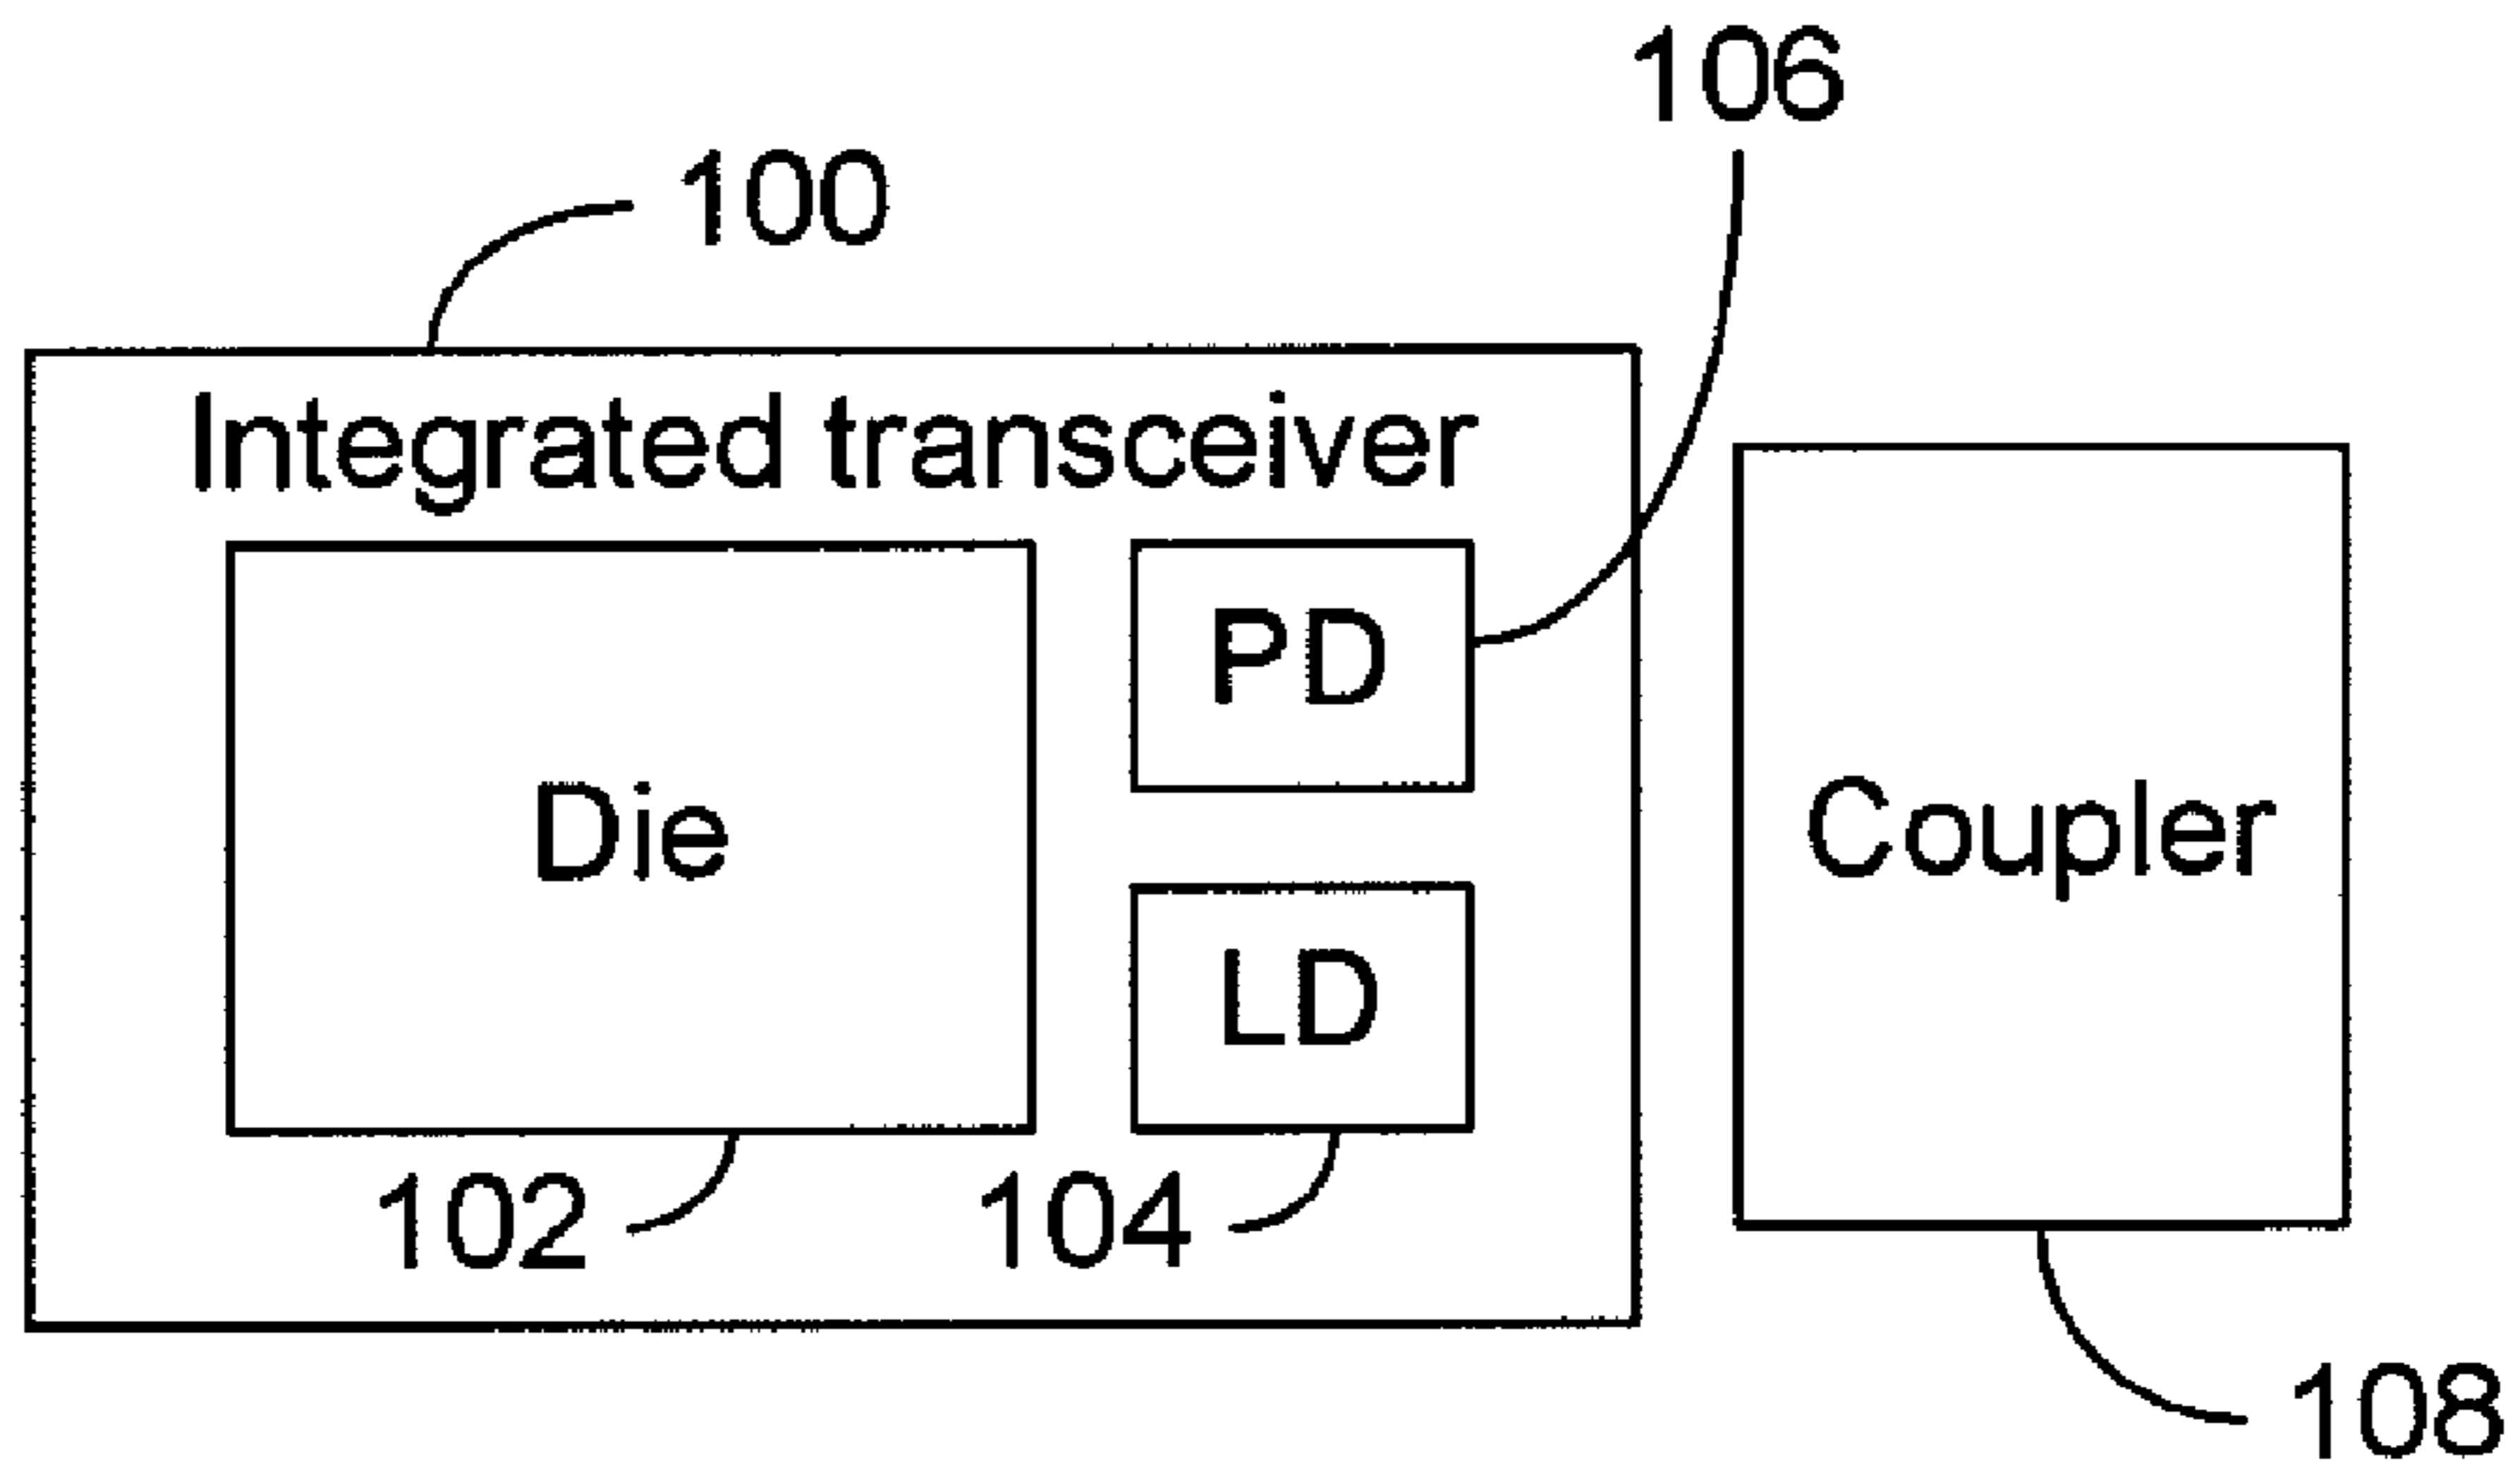 106
100
Integrated transceiver
PD
Die
Coupler
LD
102
104
108